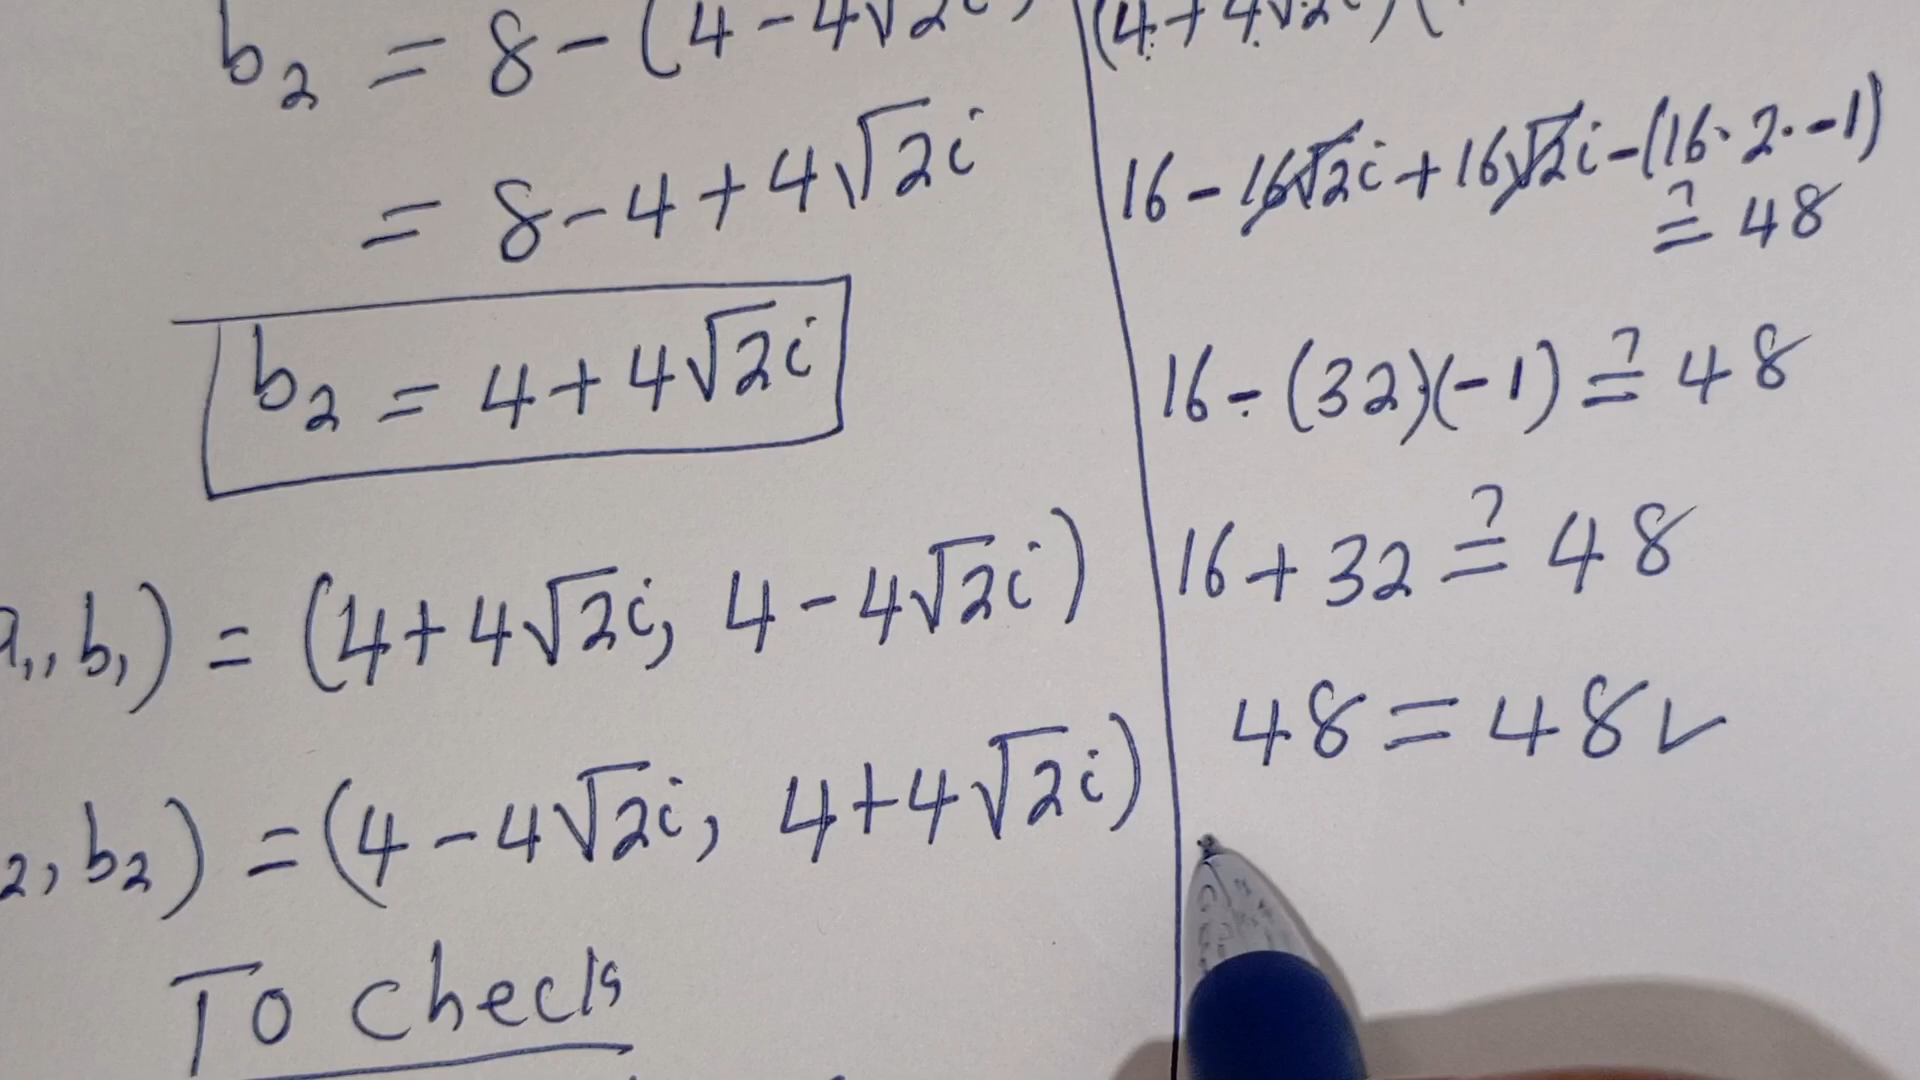 b₂ = 8 - (4 - 4√2i
= 8 - 4 + 4√2i
b₂ = 4 + 4√2i
a₁, b₁) = (4 + 4√2i, 4 - 4√2i)
2, b₂) = (4 - 4√2i, 4 + 4√2i)
To check
(4 + 4√2i)(
16 - 16√2i + 16√2i - (16·2·-1)
≟ 48
16 - (32)(-1) ≟ 48
16 + 32 ≟ 48
48 = 48 ✓